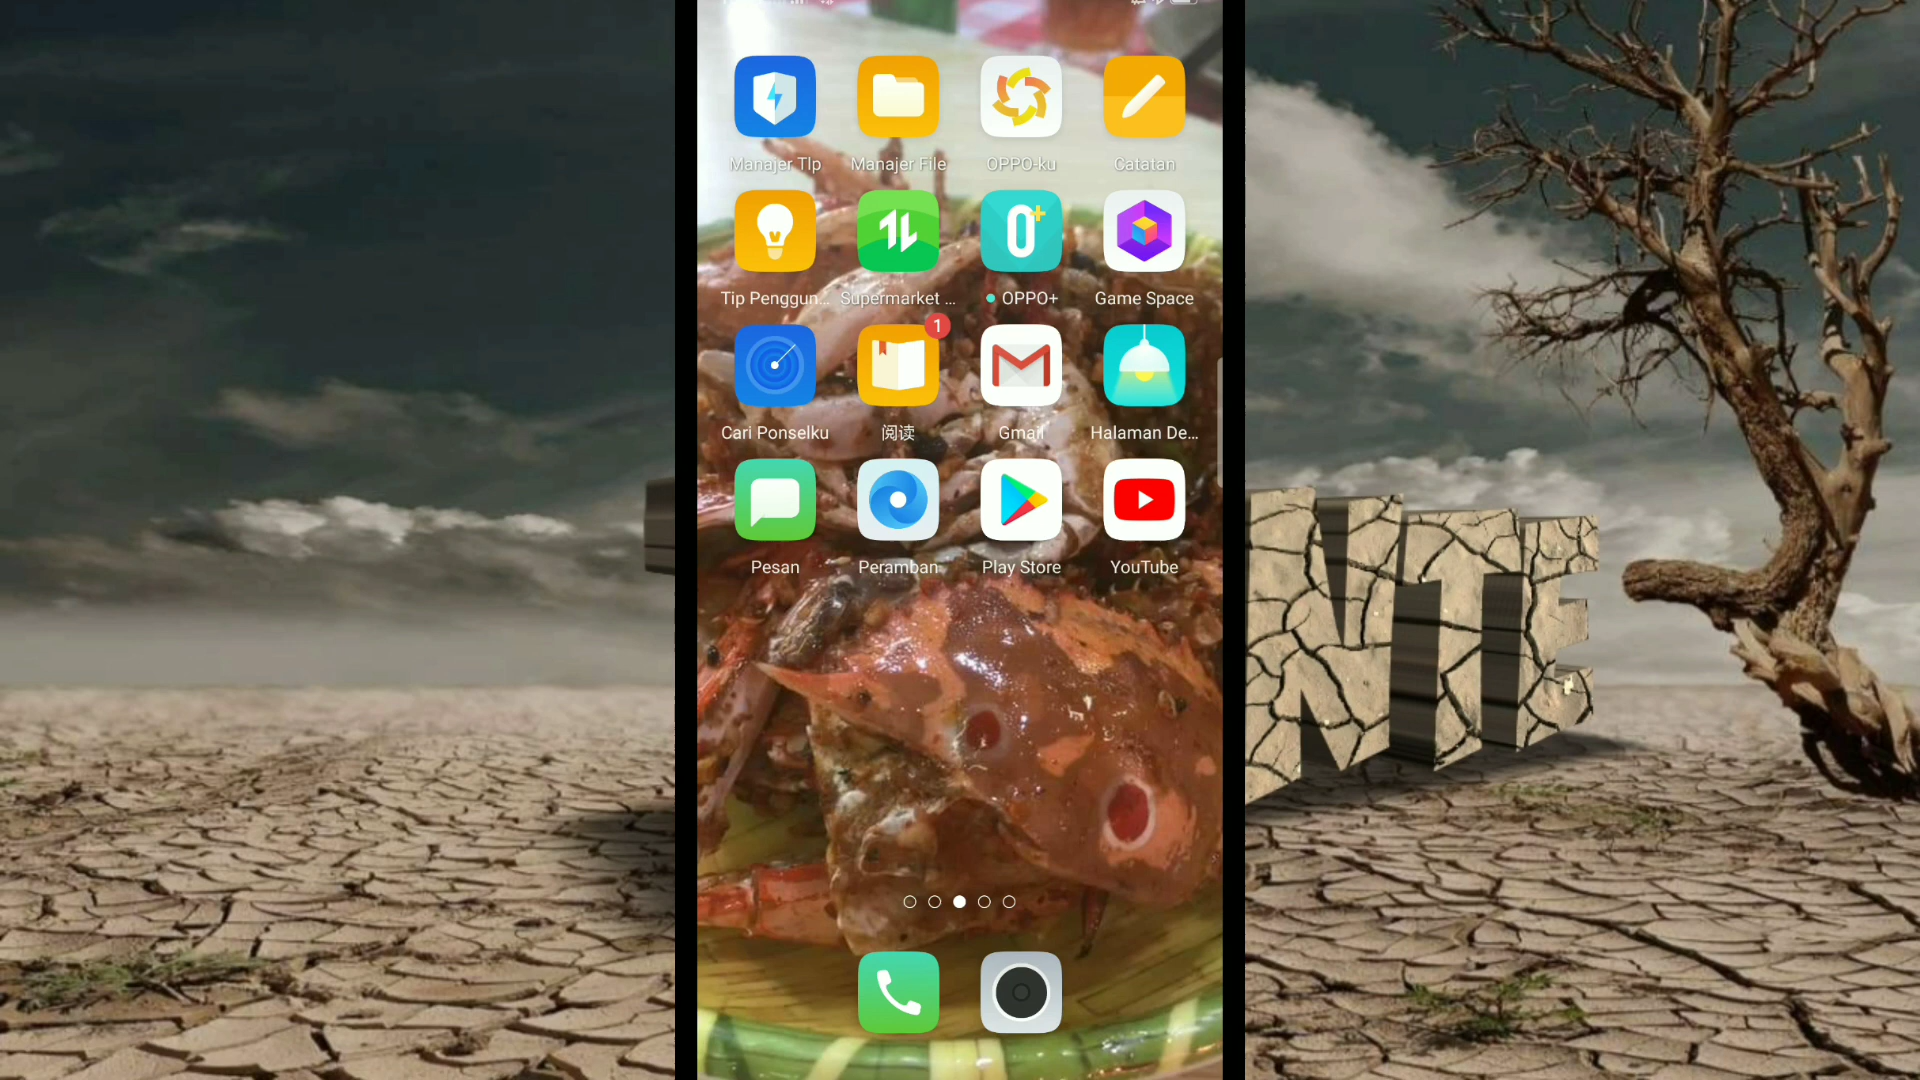 Manajer Tlp
Manajer File
OPPO-ku
Catatan
Tip Penggun...
Supermarket ...
OPPO+
Game Space
1
Cari Ponselku
阅读
Gmail
Halaman De...
Pesan
Peramban
Play Store
YouTube
NTE